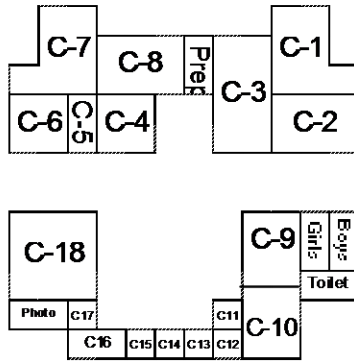 C-7
C-8
Prep
C-3
C-1
C-6
C-5
C-4
C-2
C-18
C-9
Girls
Boys
Toilet
Photo
C17
C11
C-10
C16
C15
C14
C13
C12